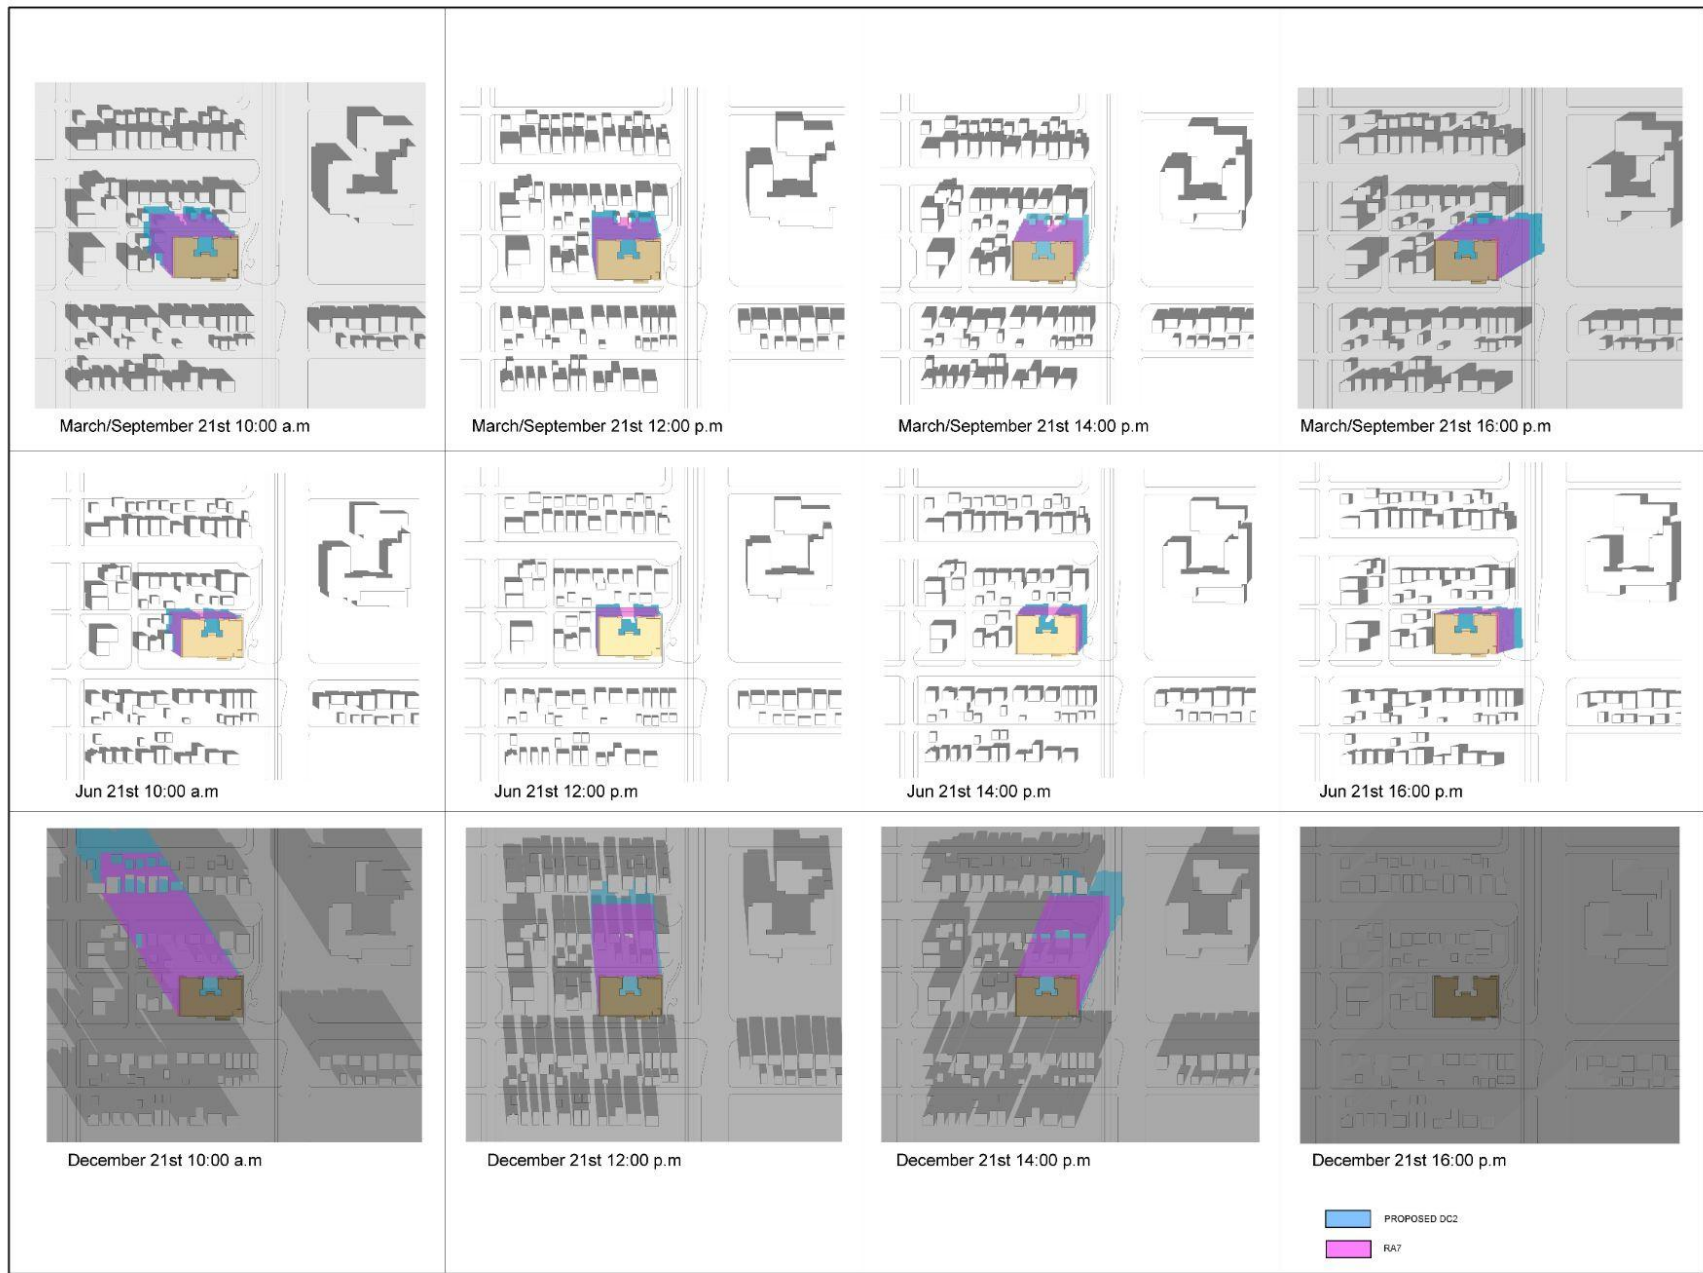 March/September 21st 10:00 a.m
March/September 21st 12:00 p.m
March/September 21st 14:00 p.m
March/September 21st 16:00 p.m
Jun 21st 10:00 a.m
Jun 21st 12:00 p.m
Jun 21st 14:00 p.m
Jun 21st 16:00 p.m
December 21st 10:00 a.m
December 21st 12:00 p.m
December 21st 14:00 p.m
December 21st 16:00 p.m
PROPOSED DC2
RA7